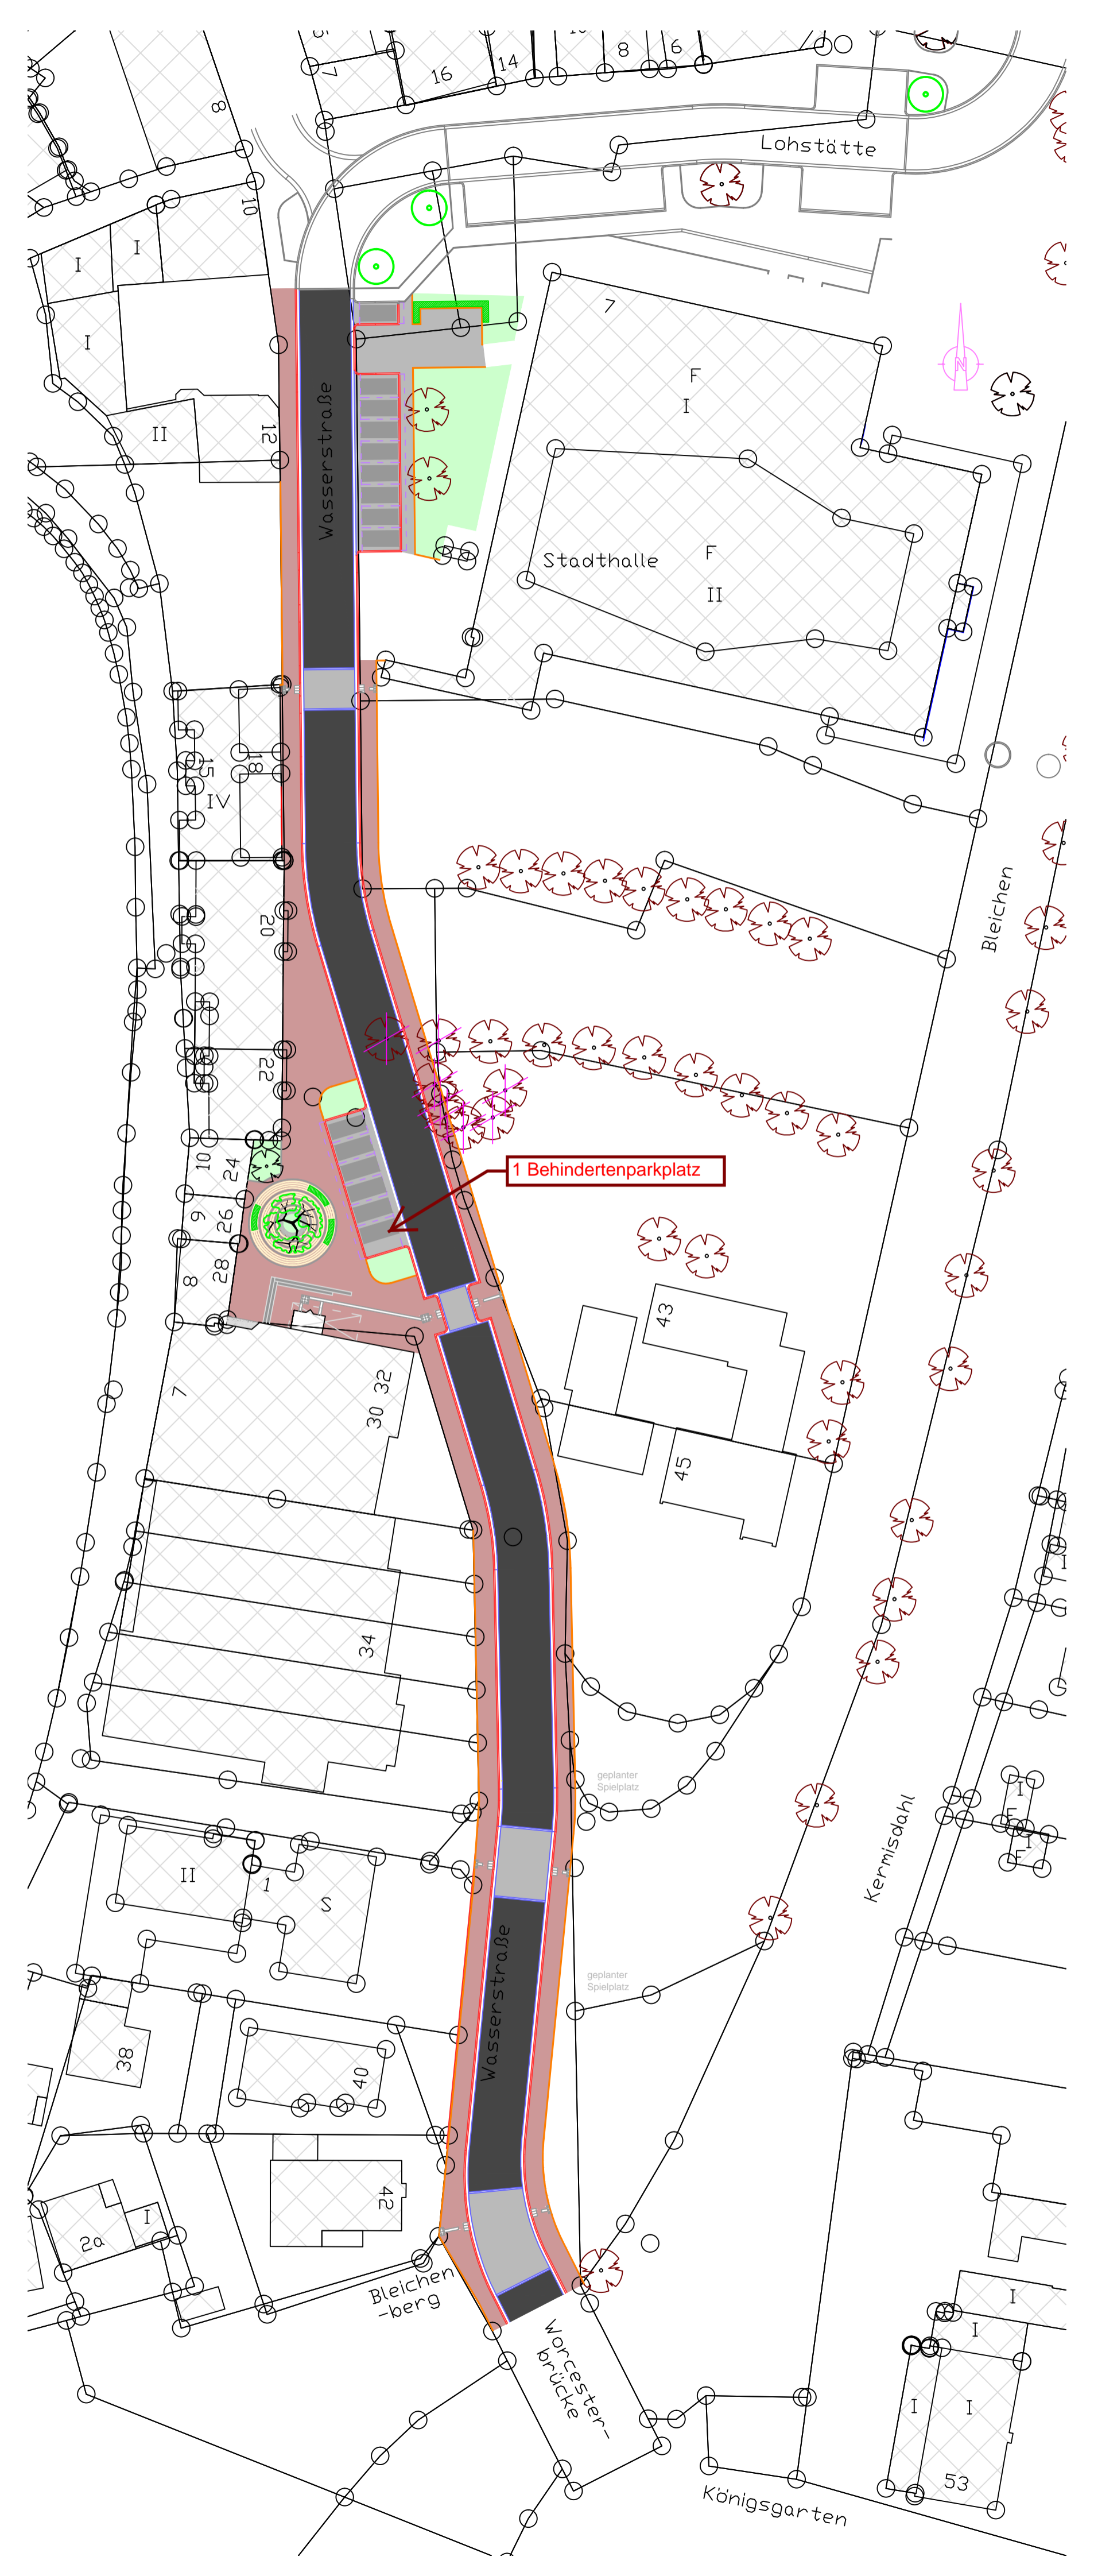 16
14
8
6
7
8
Lohstätte
10
I
I
I
7
N
F
I
Wasserstraße
II
12
Stadthalle
F
II
15
18
IV
Bleichen
20
22
10
24
1 Behindertenparkplatz
9
26
8
28
43
7
30 32
45
34
geplanter
Spielplatz
I
F
I
F
Kermisdahl
II
1
S
Wasserstraße
geplanter
Spielplatz
38
40
42
2a
I
Bleichen
-berg
I
I
Worcester-
brücke
I
I
53
Königsgarten